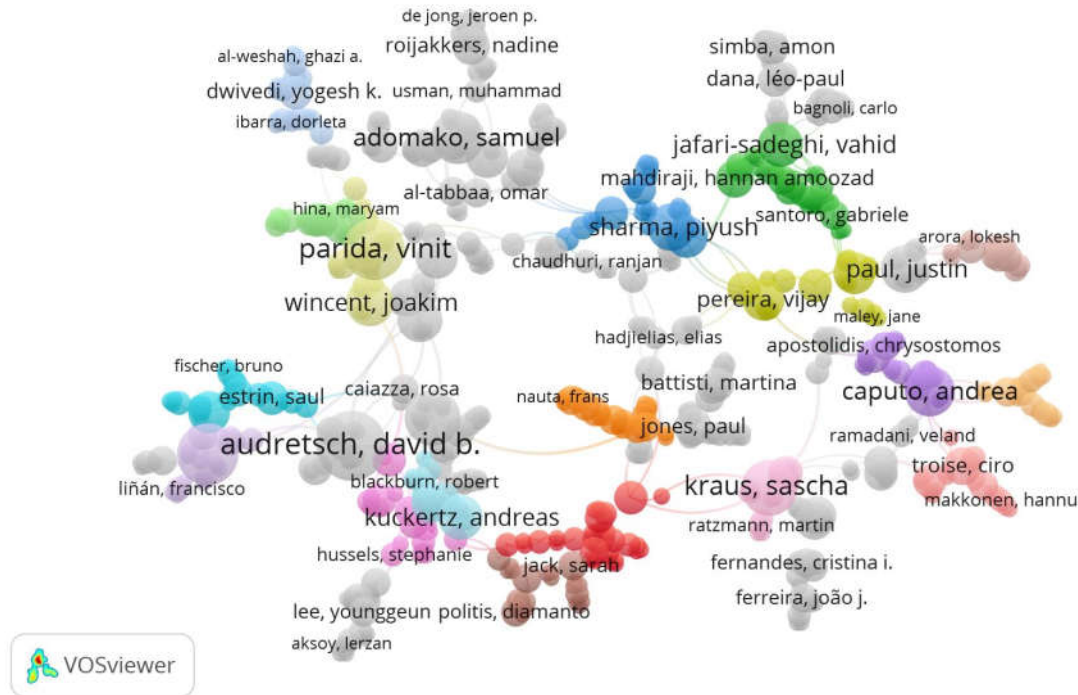 de jong, jeroen p.
roijakkers, nadine
simba, amon
al-weshah, ghazi a.
dana, léo-paul
dwivedi, yogesh k.
usman, muhammad
bagnoli, carlo
ibarra, dorleta
adomako, samuel
jafari-sadeghi, vahid
al-tabbaa, omar
mahdiraji, hannan amoozad
hina, maryam
santoro, gabriele
sharma, piyush
arora, lokesh
parida, vinit
chaudhuri, ranjan
paul, justin
wincent, joakim
pereira, vijay
maley, jane
hadjielias, elias
apostolidis, chrysostomos
fischer, bruno
caiazza, rosa
battisti, martina
estrin, saul
nauta, frans
caputo, andrea
jones, paul
audretsch, david b.
ramadani, veland
troise, ciro
liñán, francisco
blackburn, robert
kraus, sascha
makkonen, hannu
kuckertz, andreas
ratzmann, martin
hussels, stephanie
jack, sarah
fernandes, cristina i.
ferreira, joão j.
lee, younggeun
politis, diamanto
aksoy, lerzan
VOSviewer